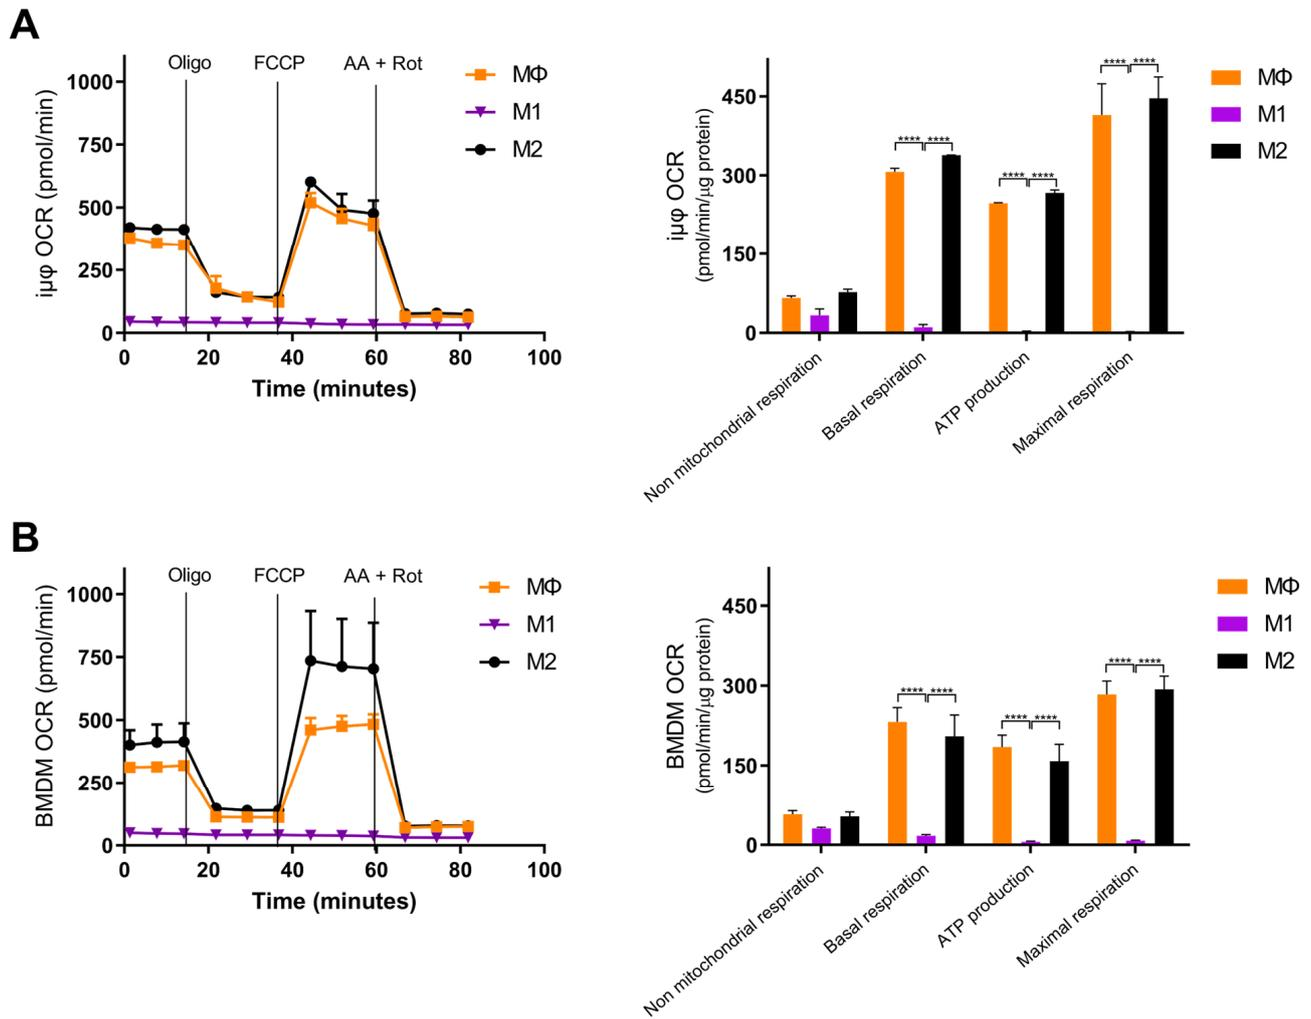 A
Oligo FCCP AA + Rot
MΦ
M1
M2
1000
750
500
250
0
0 20 40 60 80 100
Time (minutes)
iμφ OCR (pmol/min)
**** ****
**** ****
**** ****
MΦ
M1
M2
450
300
150
0
iμφ OCR
(pmol/min/μg protein)
Non mitochondrial respiration
Basal respiration
ATP production
Maximal respiration
B
Oligo FCCP AA + Rot
MΦ
M1
M2
1000
750
500
250
0
0 20 40 60 80 100
Time (minutes)
BMDM OCR (pmol/min)
**** ****
**** ****
**** ****
MΦ
M1
M2
450
300
150
0
BMDM OCR
(pmol/min/μg protein)
Non mitochondrial respiration
Basal respiration
ATP production
Maximal respiration